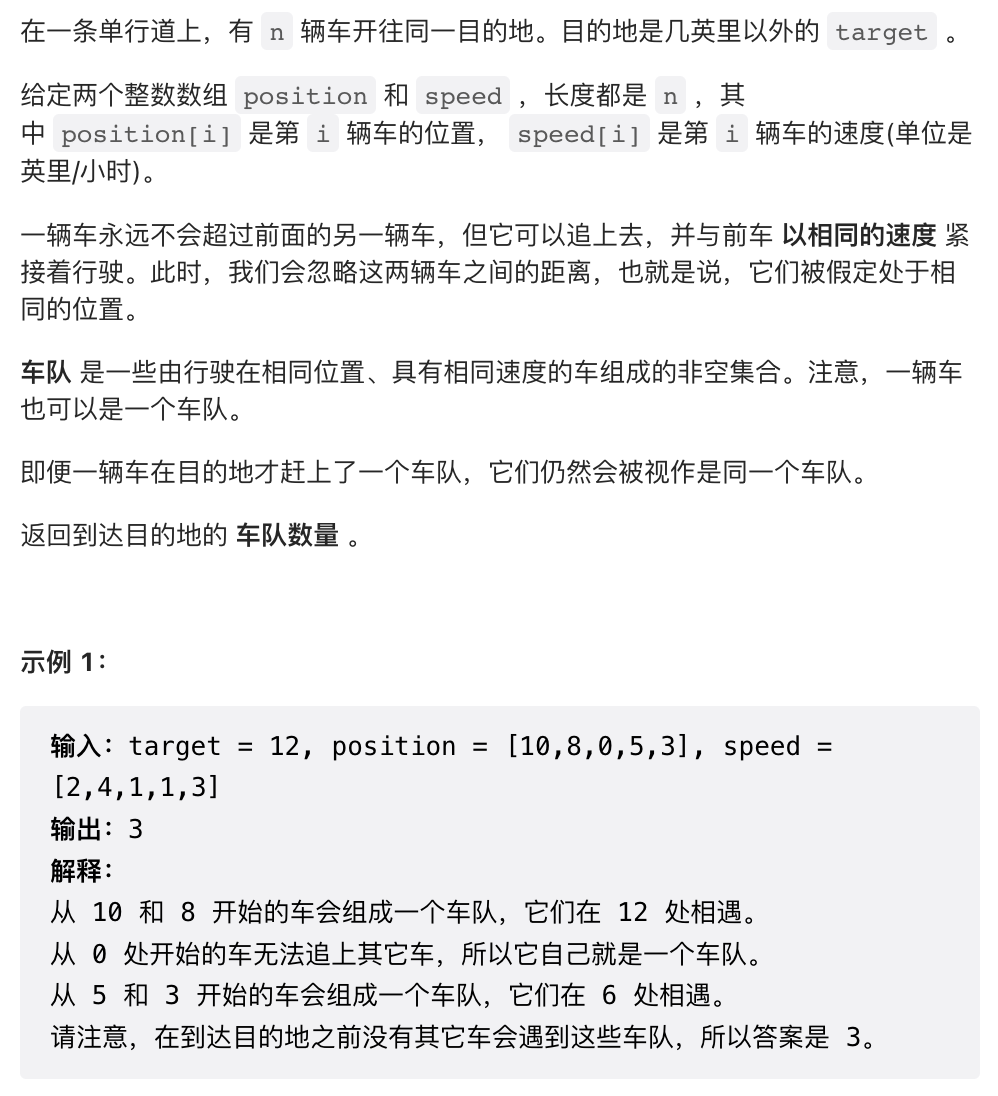 在一条单行道上，有 n 辆车开往同一目的地。目的地是几英里以外的 target 。
给定两个整数数组 position 和 speed ，长度都是 n ，其
中 position[i] 是第 i 辆车的位置， speed[i] 是第 i 辆车的速度(单位是
英里/小时)。
一辆车永远不会超过前面的另一辆车，但它可以追上去，并与前车 以相同的速度 紧
接着行驶。此时，我们会忽略这两辆车之间的距离，也就是说，它们被假定处于相
同的位置。
车队 是一些由行驶在相同位置、具有相同速度的车组成的非空集合。注意，一辆车
也可以是一个车队。
即便一辆车在目的地才赶上了一个车队，它们仍然会被视作是同一个车队。
返回到达目的地的 车队数量 。
示例 1：
输入：target = 12, position = [10,8,0,5,3], speed =
[2,4,1,1,3]
输出：3
解释：
从 10 和 8 开始的车会组成一个车队，它们在 12 处相遇。
从 0 处开始的车无法追上其它车，所以它自己就是一个车队。
从 5 和 3 开始的车会组成一个车队，它们在 6 处相遇。
请注意，在到达目的地之前没有其它车会遇到这些车队，所以答案是 3。